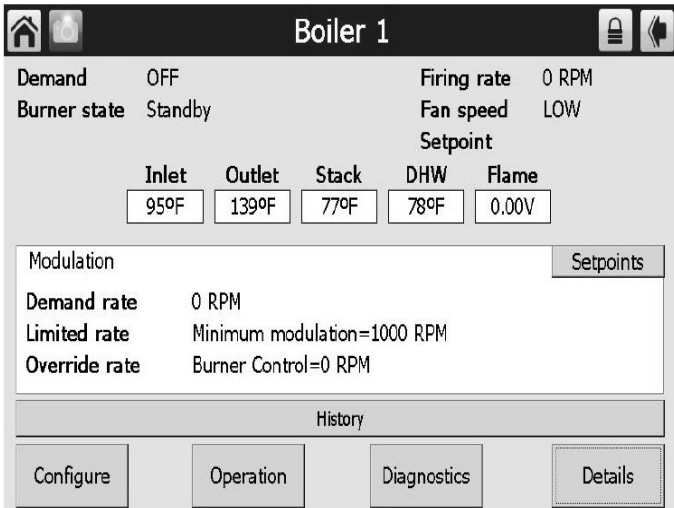 Boiler 1
Demand OFF Firing rate 0 RPM
Burner state Standby Fan speed LOW
Setpoint
Inlet Outlet Stack DHW Flame
95ºF 139ºF 77ºF 78ºF 0.00V
Modulation Setpoints
Demand rate 0 RPM
Limited rate Minimum modulation=1000 RPM
Override rate Burner Control=0 RPM
History
Configure Operation Diagnostics Details